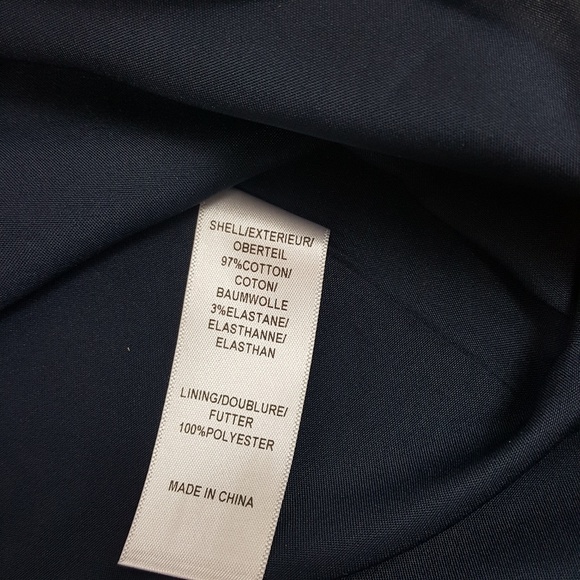 SHELL/EXTERIEUR/
OBERTEIL
97%COTTON/
COTON/
BAUMWOLLE
3%ELASTANE/
ELASTHANNE/
ELASTHAN
LINING/DOUBLURE/
FUTTER
100%POLYESTER
MADE IN CHINA